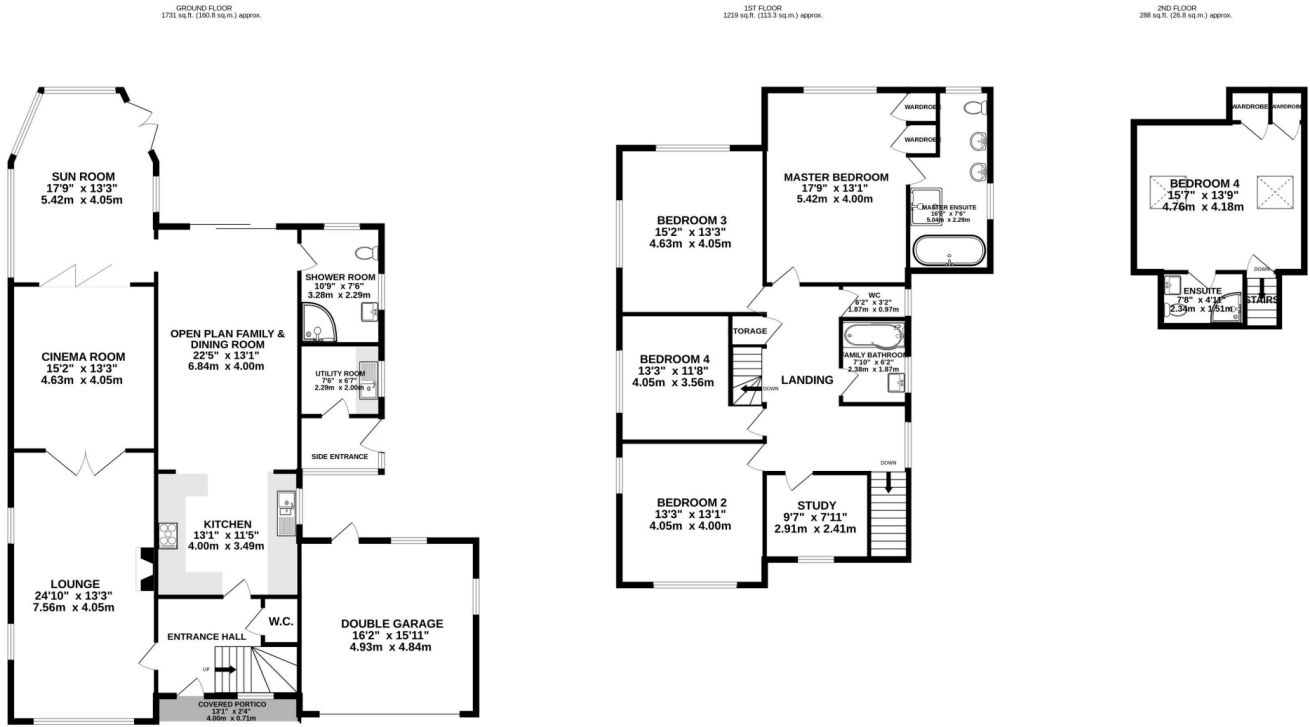 GROUND FLOOR
1731 sq.ft. (160.8 sq.m.) approx.
SUN ROOM
17'9" x 13'3"
5.42m x 4.05m
SHOWER ROOM
10'9" x 7'6"
3.28m x 2.29m
OPEN PLAN FAMILY &
DINING ROOM
22'5" x 13'1"
6.84m x 4.00m
CINEMA ROOM
15'2" x 13'3"
4.63m x 4.05m
UTILITY ROOM
7'6" x 6'7"
2.29m x 2.00m
SIDE ENTRANCE
KITCHEN
13'1" x 11'5"
4.00m x 3.49m
LOUNGE
24'10" x 13'3"
7.56m x 4.05m
W.C.
ENTRANCE HALL
UP
DOUBLE GARAGE
16'2" x 15'11"
4.93m x 4.84m
COVERED PORTICO
13'1" x 2'4"
4.00m x 0.71m
1ST FLOOR
1219 sq.ft. (113.3 sq.m.) approx.
WARDROBE
WARDROBE
MASTER BEDROOM
17'9" x 13'1"
5.42m x 4.00m
MASTER ENSUITE
16'6" x 7'6"
5.04m x 2.29m
BEDROOM 3
15'2" x 13'3"
4.63m x 4.05m
WC
6'2" x 3'2"
1.87m x 0.97m
TORAGE
BEDROOM 4
13'3" x 11'8"
4.05m x 3.56m
FAMILY BATHROOM
7'10" x 6'2"
2.38m x 1.87m
LANDING
DOWN
DOWN
BEDROOM 2
13'3" x 13'1"
4.05m x 4.00m
STUDY
9'7" x 7'11"
2.91m x 2.41m
2ND FLOOR
288 sq.ft. (26.8 sq.m.) approx.
WARDROBE
WARDROBE
BEDROOM 4
15'7" x 13'9"
4.76m x 4.18m
DOWN
ENSUITE
7'8" x 4'11"
2.34m x 1.51m
STAIRS